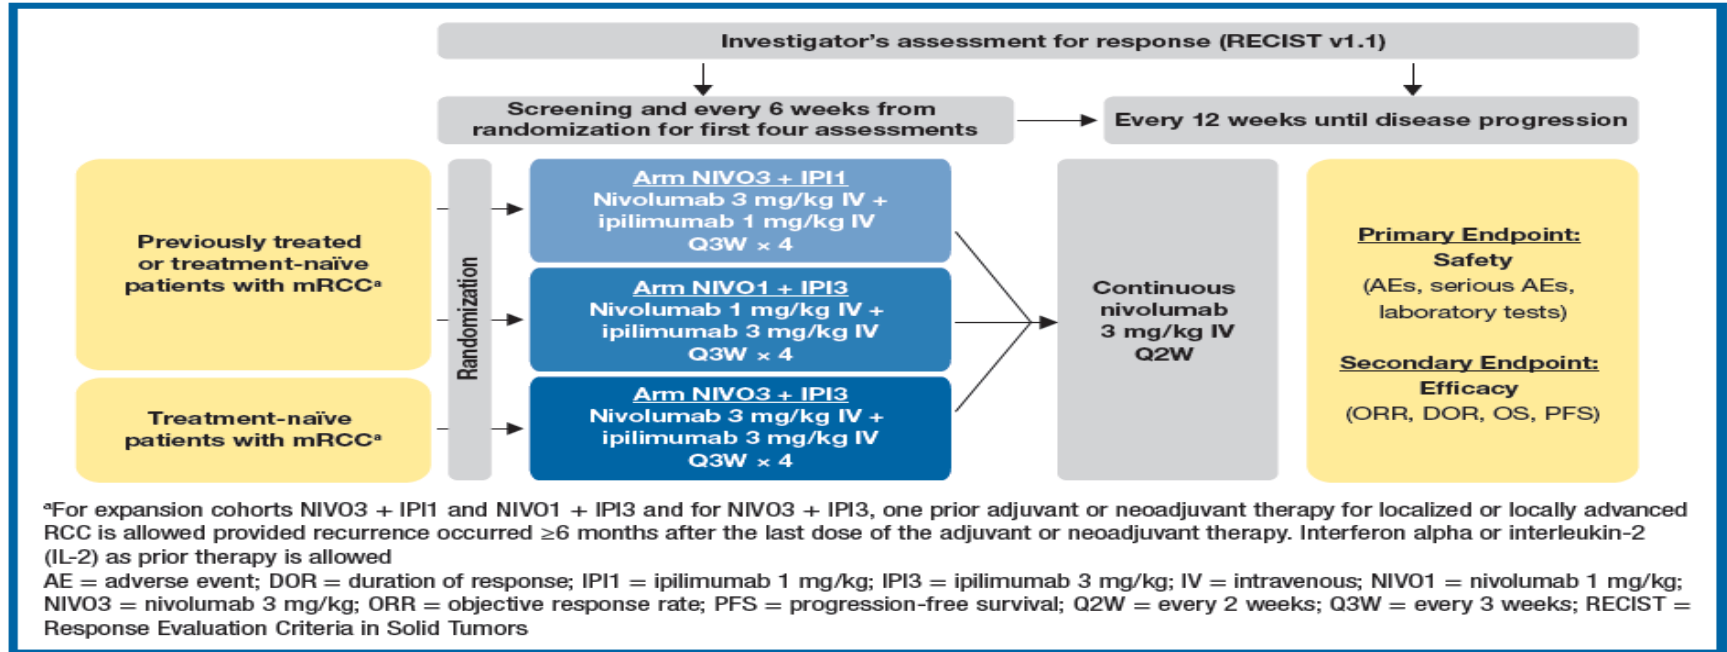 Investigator's assessment for response (RECIST v1.1)
Screening and every 6 weeks from
randomization for first four assessments
Every 12 weeks until disease progression
Previously treated
or treatment-naïve
patients with mRCCᵃ
Treatment-naïve
patients with mRCCᵃ
Randomization
Arm NIVO3 + IPI1
Nivolumab 3 mg/kg IV +
ipilimumab 1 mg/kg IV
Q3W × 4
Arm NIVO1 + IPI3
Nivolumab 1 mg/kg IV +
ipilimumab 3 mg/kg IV
Q3W × 4
Arm NIVO3 + IPI3
Nivolumab 3 mg/kg IV +
ipilimumab 3 mg/kg IV
Q3W × 4
Continuous
nivolumab
3 mg/kg IV
Q2W
Primary Endpoint:
Safety
(AEs, serious AEs,
laboratory tests)
Secondary Endpoint:
Efficacy
(ORR, DOR, OS, PFS)
ᵃFor expansion cohorts NIVO3 + IPI1 and NIVO1 + IPI3 and for NIVO3 + IPI3, one prior adjuvant or neoadjuvant therapy for localized or locally advanced
RCC is allowed provided recurrence occurred ≥6 months after the last dose of the adjuvant or neoadjuvant therapy. Interferon alpha or interleukin-2
(IL-2) as prior therapy is allowed
AE = adverse event; DOR = duration of response; IPI1 = ipilimumab 1 mg/kg; IPI3 = ipilimumab 3 mg/kg; IV = intravenous; NIVO1 = nivolumab 1 mg/kg;
NIVO3 = nivolumab 3 mg/kg; ORR = objective response rate; PFS = progression-free survival; Q2W = every 2 weeks; Q3W = every 3 weeks; RECIST =
Response Evaluation Criteria in Solid Tumors